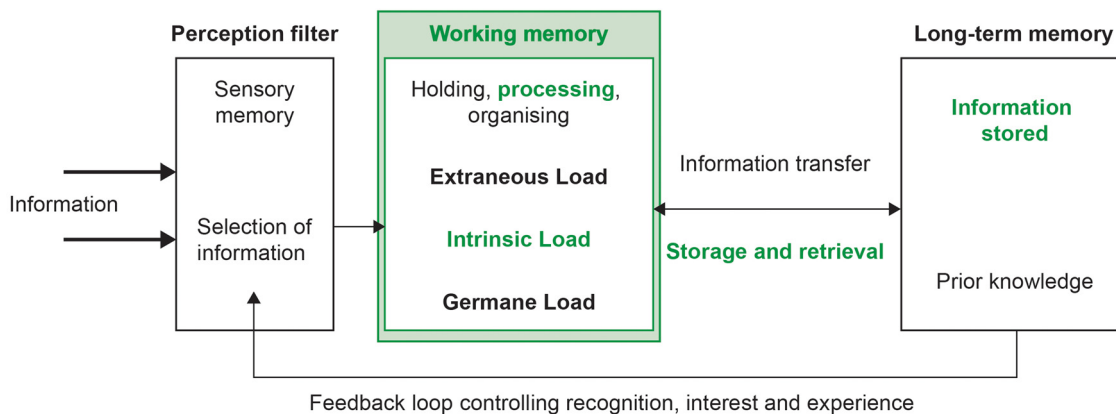 Perception filter
Working memory
Long-term memory
Information
Sensory
memory
Selection of
information
Holding, processing,
organising
Extraneous Load
Intrinsic Load
Germane Load
Information transfer
Storage and retrieval
Information
stored
Prior knowledge
Feedback loop controlling recognition, interest and experience